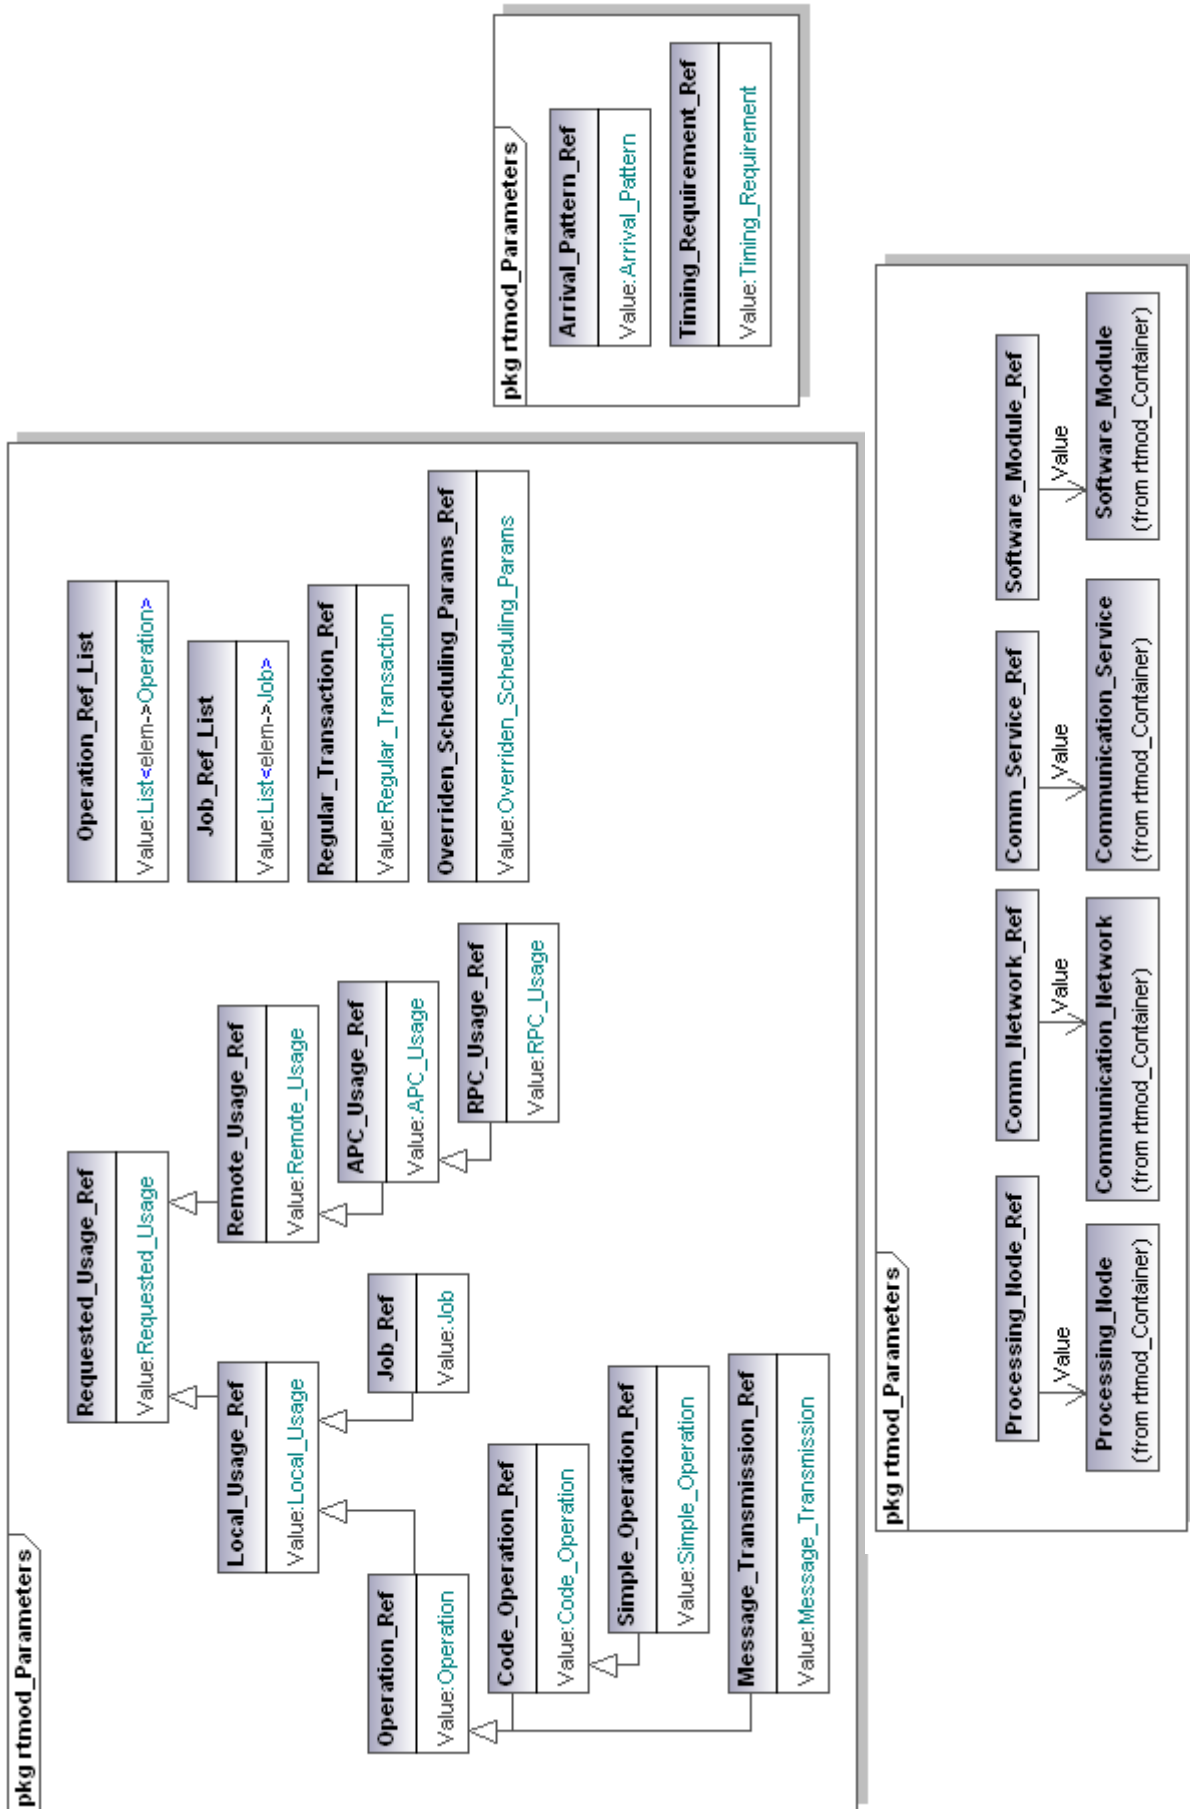 pkg rtmod_Parameters
Requested_Usage_Ref
Value:Requested_Usage
Operation_Ref_List
Value:List<elem->Operation>
Job_Ref_List
Value:List<elem->Job>
Local_Usage_Ref
Value:Local_Usage
Remote_Usage_Ref
Value:Remote_Usage
Regular_Transaction_Ref
Value:Regular_Transaction
Operation_Ref
Value:Operation
Job_Ref
Value:Job
APC_Usage_Ref
Value:APC_Usage
Overriden_Scheduling_Params_Ref
Value:Overriden_Scheduling_Params
RPC_Usage_Ref
Value:RPC_Usage
Code_Operation_Ref
Value:Code_Operation
Simple_Operation_Ref
Value:Simple_Operation
Message_Transmission_Ref
Value:Message_Transmission
pkg rtmod_Parameters
Arrival_Pattern_Ref
Value:Arrival_Pattern
Timing_Requirement_Ref
Value:Timing_Requirement
pkg rtmod_Parameters
Processing_Node_Ref
Comm_Network_Ref
Comm_Service_Ref
Software_Module_Ref
Value
Value
Value
Value
Processing_Node
(from rtmod_Container)
Communication_Network
(from rtmod_Container)
Communication_Service
(from rtmod_Container)
Software_Module
(from rtmod_Container)